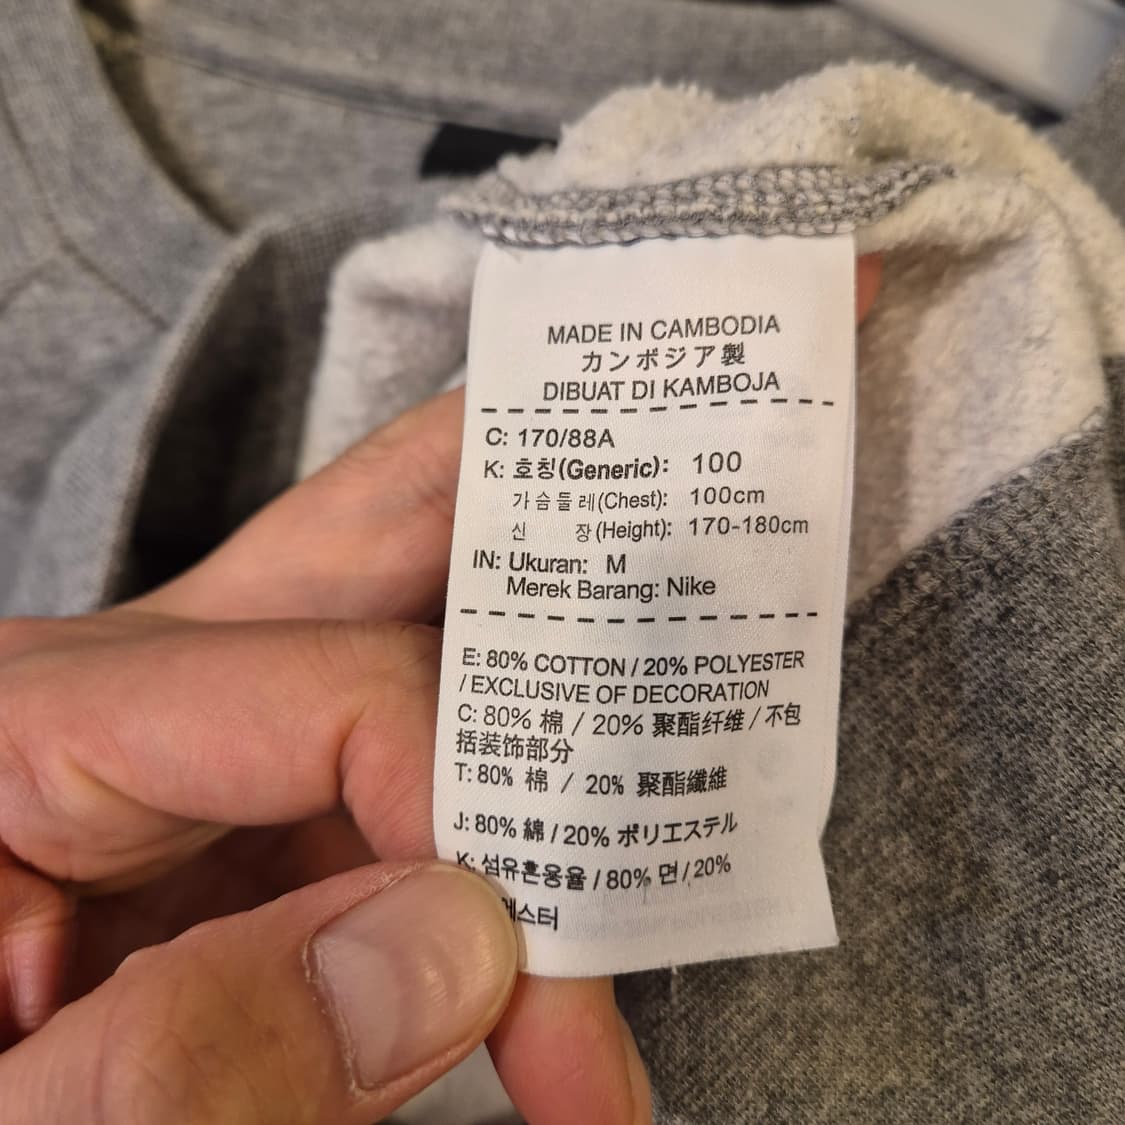 MADE IN CAMBODIA
カンボジア製
DIBUAT DI KAMBOJA
C: 170/88A
K: 호칭(Generic): 100
가슴둘레(Chest): 100cm
신 장(Height): 170-180cm
IN: Ukuran: M
Merek Barang: Nike
E: 80% COTTON / 20% POLYESTER
/ EXCLUSIVE OF DECORATION
C: 80% 棉 / 20% 聚酯纤维 / 不包
括装饰部分
T: 80% 棉 / 20% 聚酯纖維
J: 80% 綿 / 20% ポリエステル
K: 섬유혼용율 / 80% 면 / 20%
에스터